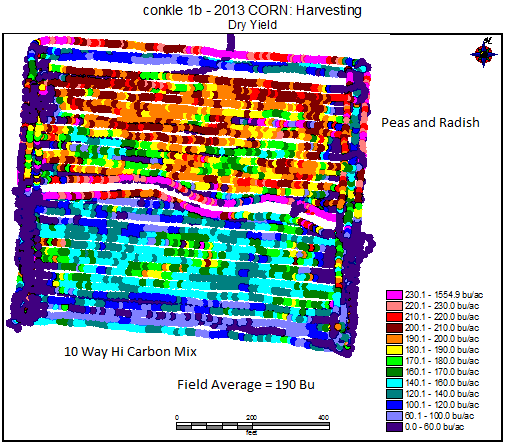 conkle 1b - 2013 CORN: Harvesting
Dry Yield
N
Peas and Radish
230.1 - 1554.9 bu/ac
220.1 - 230.0 bu/ac
210.1 - 220.0 bu/ac
200.1 - 210.0 bu/ac
190.1 - 200.0 bu/ac
180.1 - 190.0 bu/ac
170.1 - 180.0 bu/ac
160.1 - 170.0 bu/ac
140.1 - 160.0 bu/ac
120.1 - 140.0 bu/ac
100.1 - 120.0 bu/ac
60.1 - 100.0 bu/ac
0.0 - 60.0 bu/ac
10 Way Hi Carbon Mix
Field Average = 190 Bu
0 200 400
feet